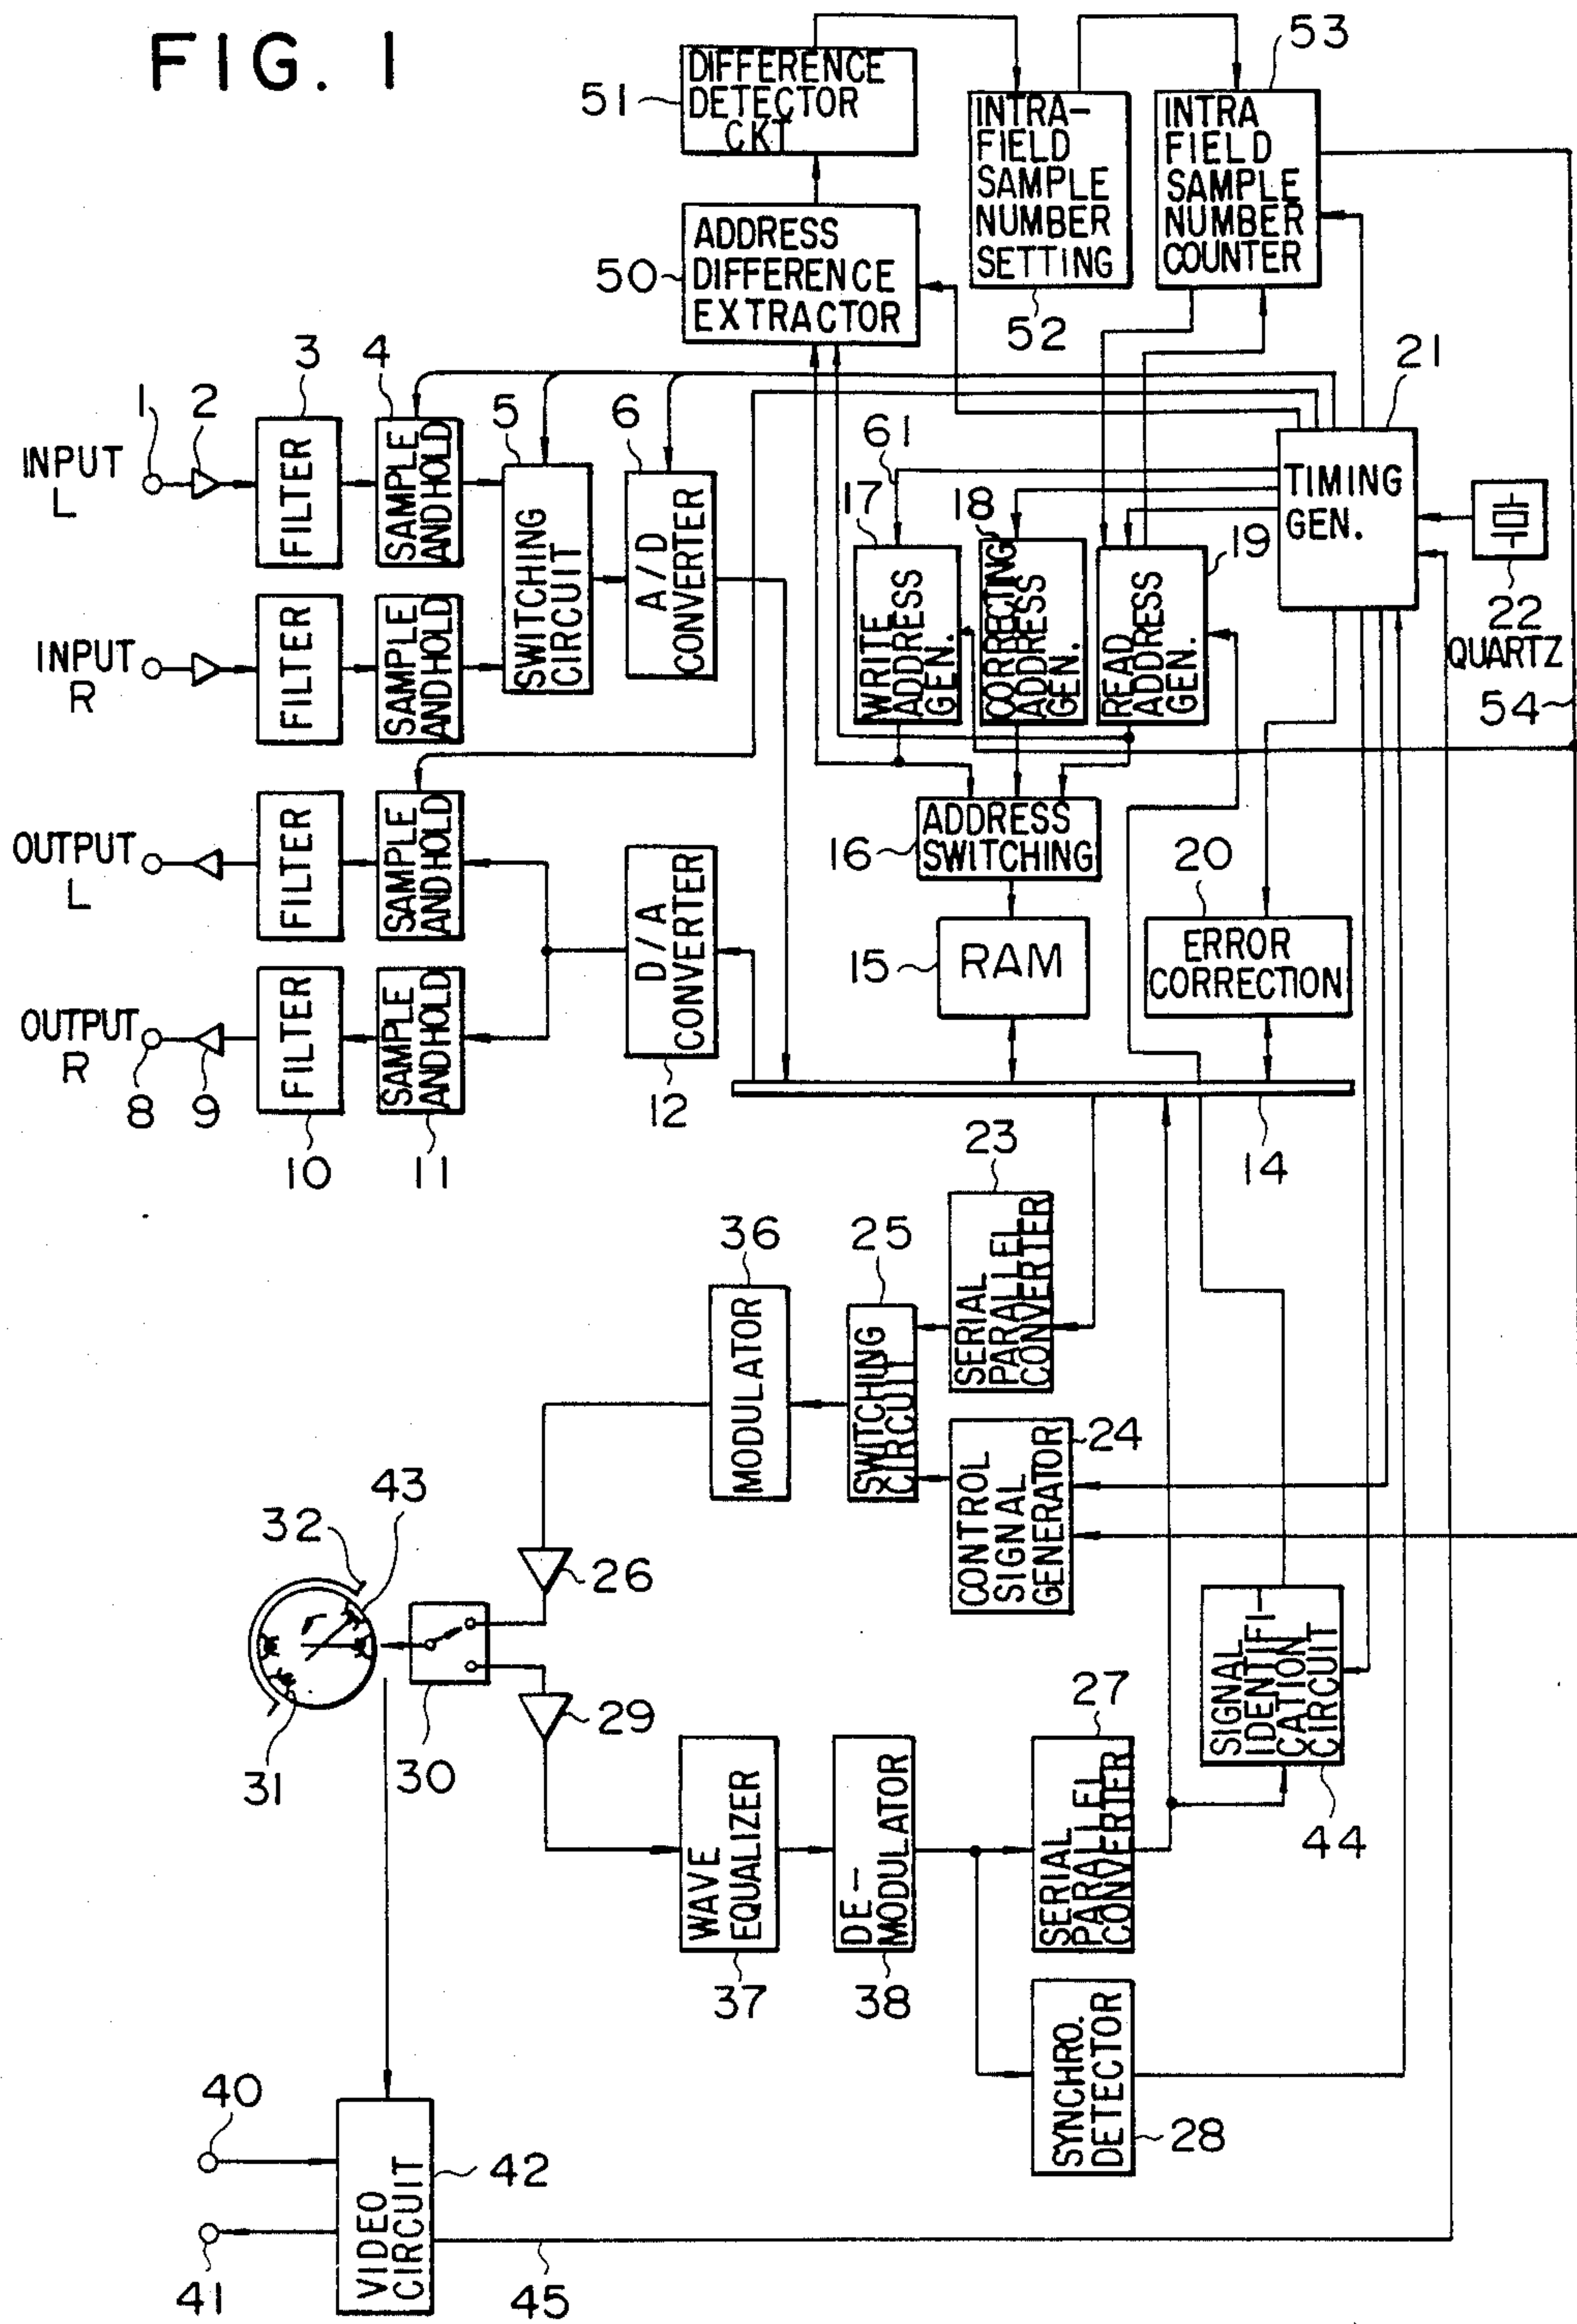 FIG. 1
51
DIFFERENCE
DETECTOR
CKT
INTRA-
FIELD
SAMPLE
NUMBER
SETTING
52
53
INTRA
FIELD
SAMPLE
NUMBER
COUNTER
50
ADDRESS
DIFFERENCE
EXTRACTOR
INPUT
L
1
2
3
FILTER
4
SAMPLE
AND HOLD
5
SWITCHING
CIRCUIT
6
A/D
CONVERTER
INPUT
R
FILTER
SAMPLE
AND HOLD
61
17
WRITE
ADDRESS
GEN.
18
CORRECTING
ADDRESS
GEN.
19
READ
ADDRESS
GEN.
21
TIMING
GEN.
22
QUARTZ
54
OUTPUT
L
FILTER
SAMPLE
AND HOLD
OUTPUT
R
8
9
FILTER
10
SAMPLE
AND HOLD
11
D/A
CONVERTER
12
16
ADDRESS
SWITCHING
15
RAM
20
ERROR
CORRECTION
14
23
SERIAL
PARALLEL
CONVERTER
25
SWITCHING
CIRCUIT
36
MODULATOR
24
CONTROL
SIGNAL
GENERATOR
32
43
26
31
30
29
37
WAVE
EQUALIZER
38
DE-
MODULATOR
27
SERIAL
PARALLEL
CONVERTER
SIGNAL
IDENTIFI-
CATION
CIRCUIT
44
SYNCHRO.
DETECTOR
28
40
41
42
VIDEO
CIRCUIT
45